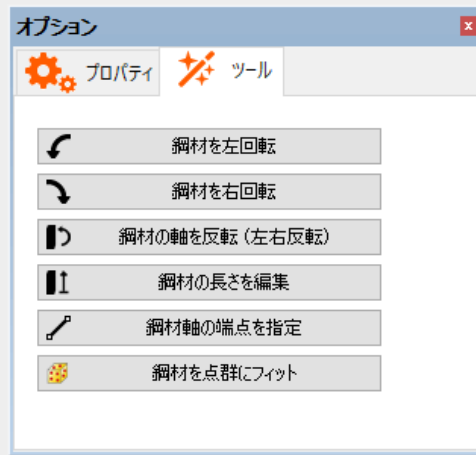 オプション
プロパティ
ツール
鋼材を左回転
鋼材を右回転
鋼材の軸を反転 (左右反転)
鋼材の長さを編集
鋼材軸の端点を指定
鋼材を点群にフィット